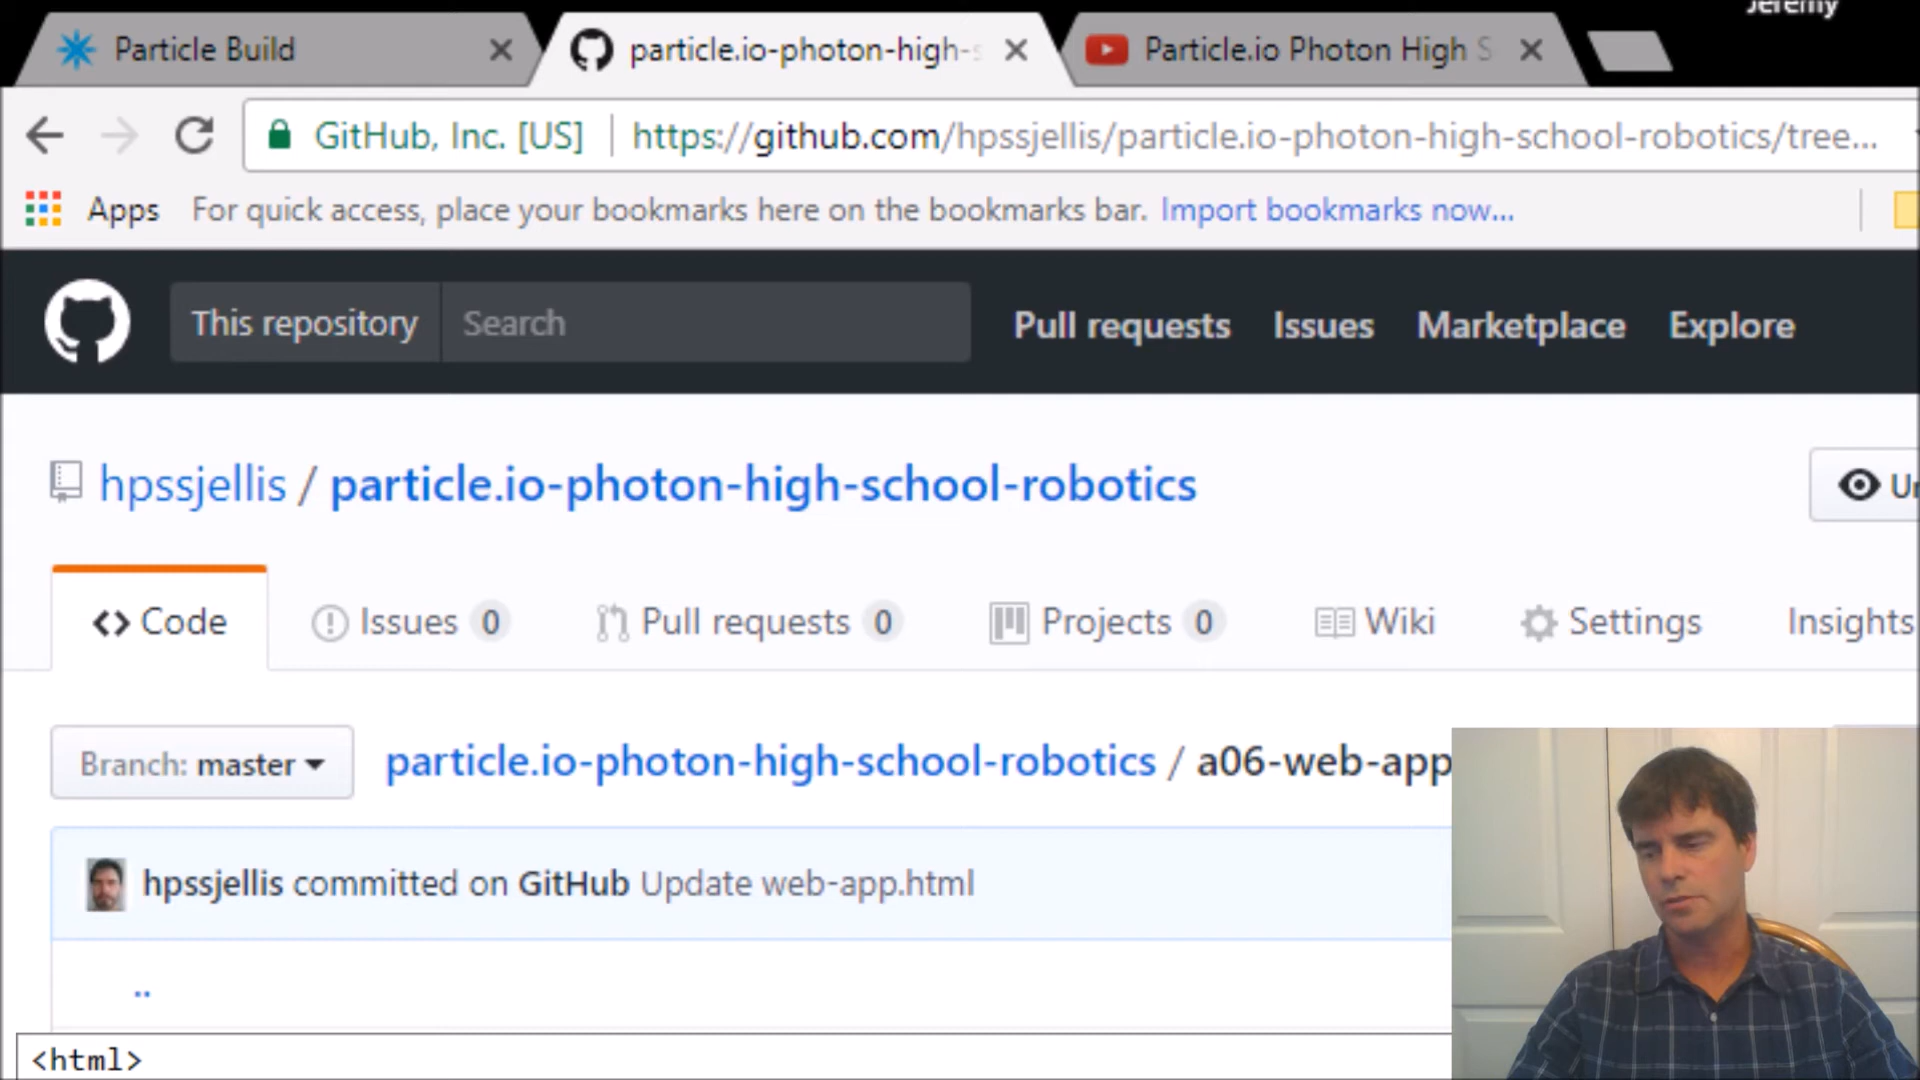 Jeremy
Particle Build
particle.io-photon-high-s
Particle.io Photon High S
GitHub, Inc. [US]
https://github.com/hpssjellis/particle.io-photon-high-school-robotics/tree...
Apps
For quick access, place your bookmarks here on the bookmarks bar. Import bookmarks now...
This repository
Search
Pull requests
Issues
Marketplace
Explore
hpssjellis / particle.io-photon-high-school-robotics
Un
Code
Issues 0
Pull requests 0
Projects 0
Wiki
Settings
Insights
Branch: master
particle.io-photon-high-school-robotics / a06-web-app
hpssjellis committed on GitHub Update web-app.html
..
<html>